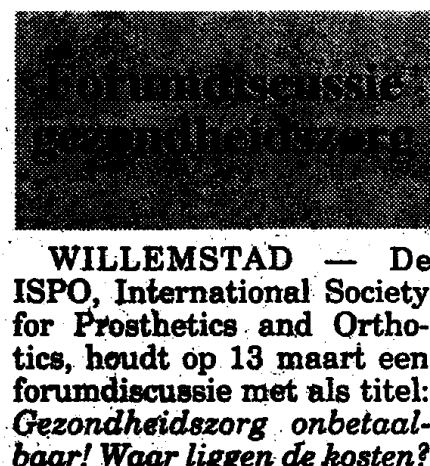 Forumdiscussie
gezondheidszorg
WILLEMSTAD — De
ISPO, International Society
for Prosthetics and Ortho-
tics, houdt op 13 maart een
forumdiscussie met als titel:
Gezondheidszorg onbetaal-
baar! Waar liggen de kosten?